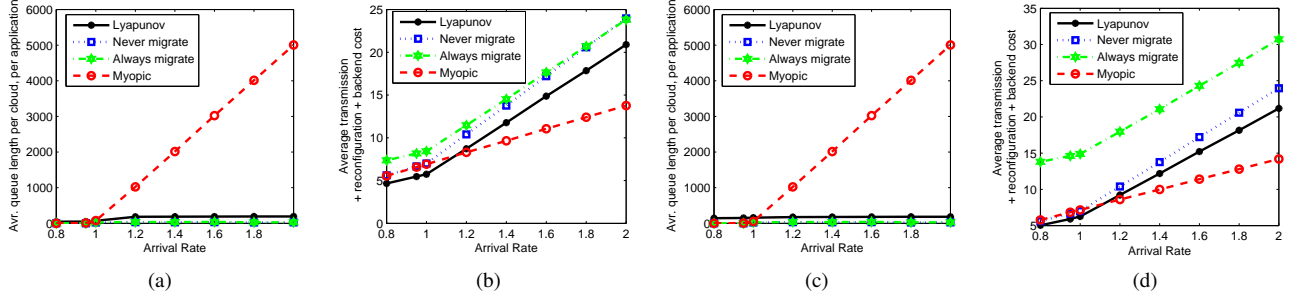 Avr. queue length per cloud, per application
6000
5000
4000
3000
2000
1000
0
Lyapunov
Never migrate
Always migrate
Myopic
0.8 1 1.2 1.4 1.6 1.8 2
Arrival Rate
(a)
Average transmission
+ reconfiguration + backend cost
25
20
15
10
5
0
Lyapunov
Never migrate
Always migrate
Myopic
0.8 1 1.2 1.4 1.6 1.8 2
Arrival Rate
(b)
Avr. queue length per cloud, per application
6000
5000
4000
3000
2000
1000
0
Lyapunov
Never migrate
Always migrate
Myopic
0.8 1 1.2 1.4 1.6 1.8 2
Arrival Rate
(c)
Average transmission
+ reconfiguration + backend cost
35
30
25
20
15
10
5
Lyapunov
Never migrate
Always migrate
Myopic
0.8 1 1.2 1.4 1.6 1.8 2
Arrival Rate
(d)